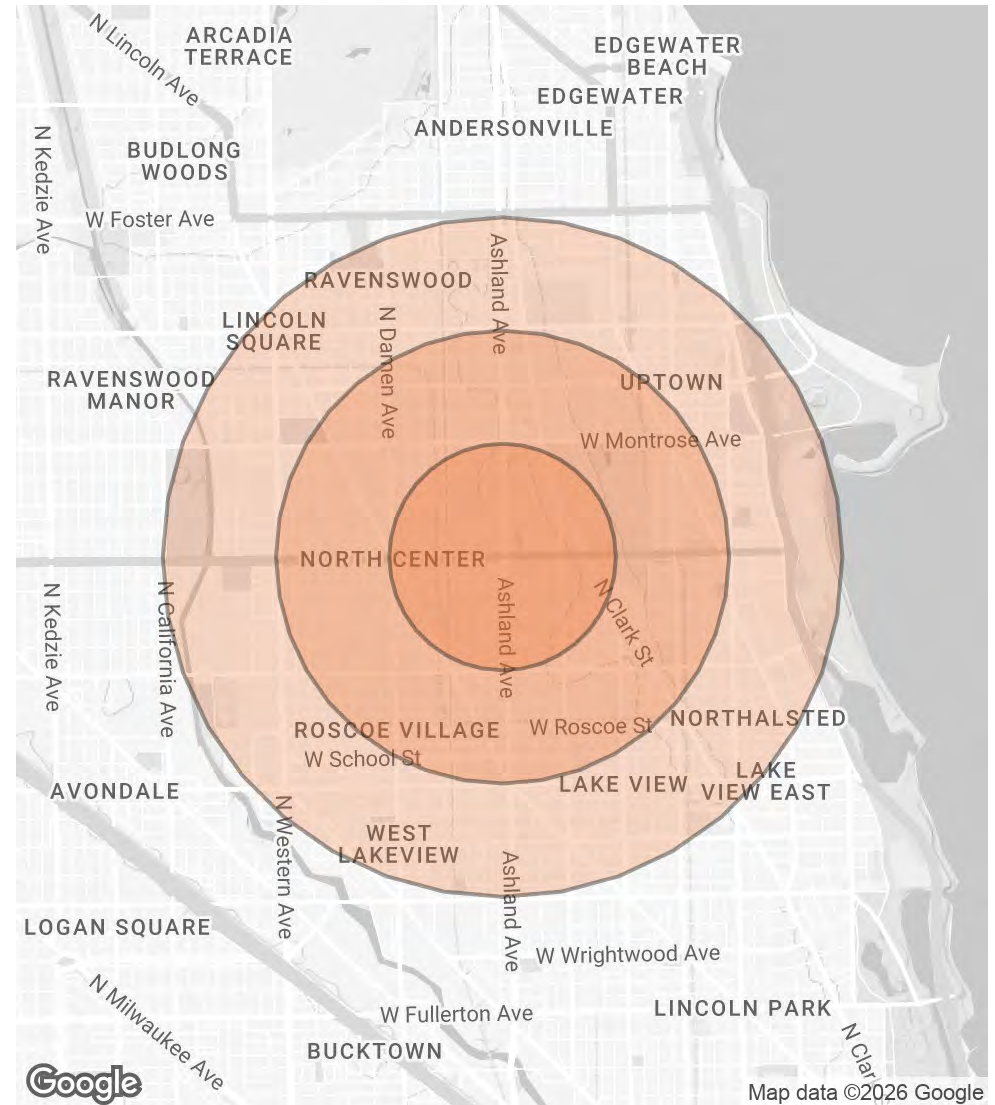 N Lincoln Ave
ARCADIA
TERRACE
EDGEWATER
BEACH
EDGEWATER
ANDERSONVILLE
N Kedzie Ave
BUDLONG
WOODS
W Foster Ave
Ashland Ave
RAVENSWOOD
N Damen Ave
LINCOLN
SQUARE
RAVENSWOOD
MANOR
UPTOWN
W Montrose Ave
NORTH CENTER
N Kedzie Ave
N California Ave
Ashland Ave
N Clark St
ROSCOE VILLAGE
W Roscoe St
NORTHALSTED
W School St
AVONDALE
LAKE VIEW
LAKE
VIEW EAST
N Western Ave
WEST
LAKEVIEW
Ashland Ave
LOGAN SQUARE
W Wrightwood Ave
N Milwaukee Ave
W Fullerton Ave
LINCOLN PARK
N Clar
BUCKTOWN
Google
Map data ©2026 Google